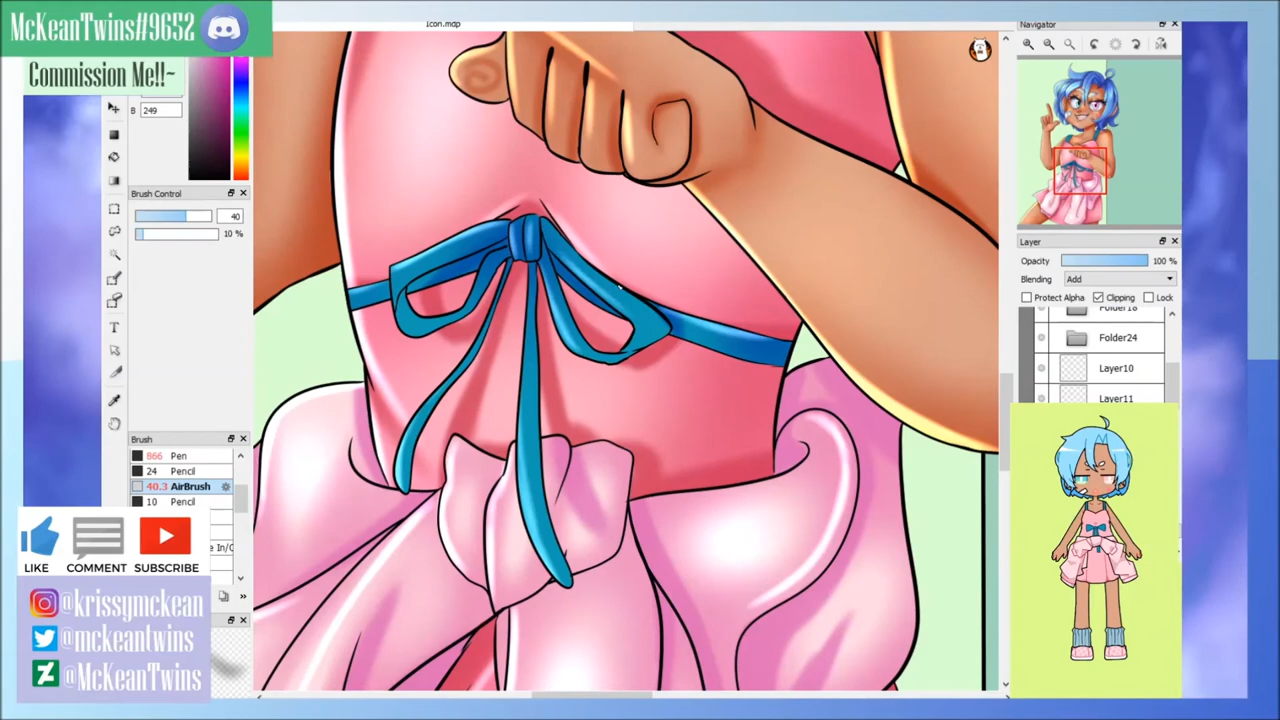 McKeanTwins#9652
Commission Me!!~
Icon.mdp
B 249
Brush Control
40
10 %
Brush
866 Pen
24 Pencil
40.3 AirBrush
10 Pencil
LIKE COMMENT SUBSCRIBE
@krissymckean
@mckeantwins
@McKeanTwins
Navigator
Layer
Opacity 100 %
Blending Add
Protect Alpha Clipping Lock
Folder18
Folder24
Layer10
Layer11